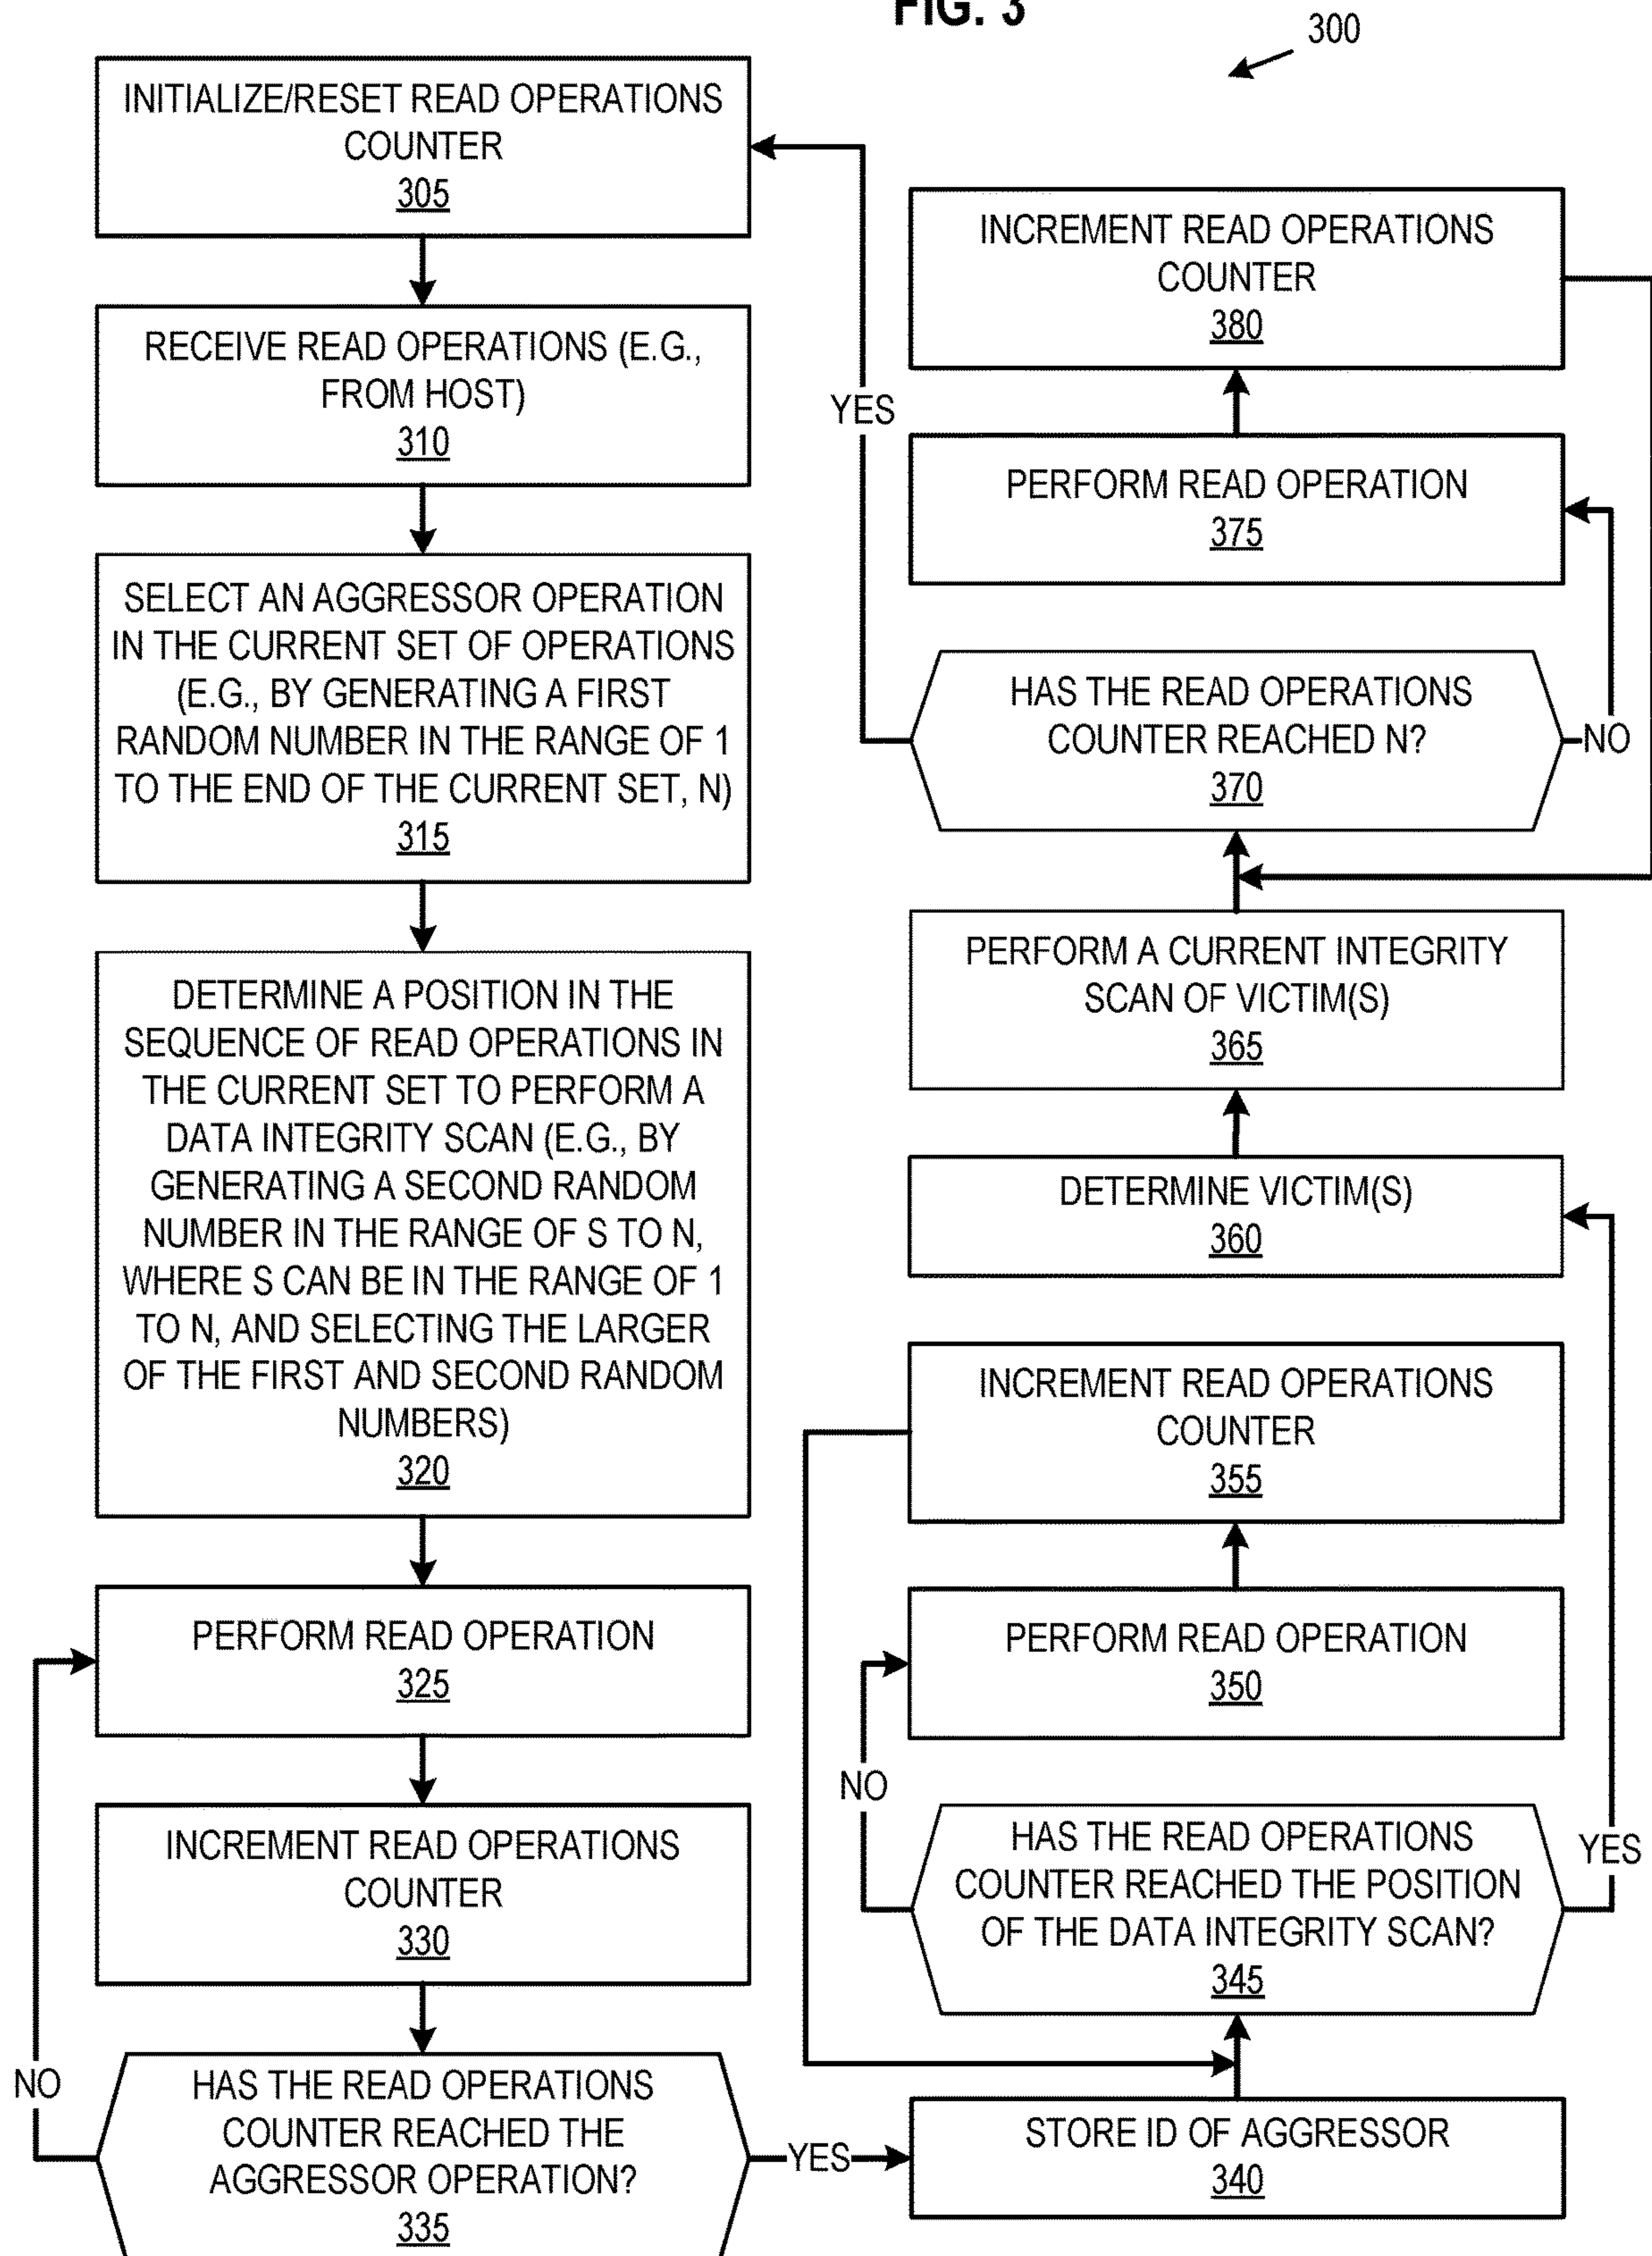 FIG. 3
300
INITIALIZE/RESET READ OPERATIONS
COUNTER
305
RECEIVE READ OPERATIONS (E.G.,
FROM HOST)
310
SELECT AN AGGRESSOR OPERATION
IN THE CURRENT SET OF OPERATIONS
(E.G., BY GENERATING A FIRST
RANDOM NUMBER IN THE RANGE OF 1
TO THE END OF THE CURRENT SET, N)
315
DETERMINE A POSITION IN THE
SEQUENCE OF READ OPERATIONS IN
THE CURRENT SET TO PERFORM A
DATA INTEGRITY SCAN (E.G., BY
GENERATING A SECOND RANDOM
NUMBER IN THE RANGE OF S TO N,
WHERE S CAN BE IN THE RANGE OF 1
TO N, AND SELECTING THE LARGER
OF THE FIRST AND SECOND RANDOM
NUMBERS)
320
PERFORM READ OPERATION
325
INCREMENT READ OPERATIONS
COUNTER
330
NO
HAS THE READ OPERATIONS
COUNTER REACHED THE
AGGRESSOR OPERATION?
335
YES
STORE ID OF AGGRESSOR
340
HAS THE READ OPERATIONS
COUNTER REACHED THE POSITION
OF THE DATA INTEGRITY SCAN?
345
NO
YES
PERFORM READ OPERATION
350
INCREMENT READ OPERATIONS
COUNTER
355
DETERMINE VICTIM(S)
360
PERFORM A CURRENT INTEGRITY
SCAN OF VICTIM(S)
365
HAS THE READ OPERATIONS
COUNTER REACHED N?
370
NO
YES
PERFORM READ OPERATION
375
INCREMENT READ OPERATIONS
COUNTER
380